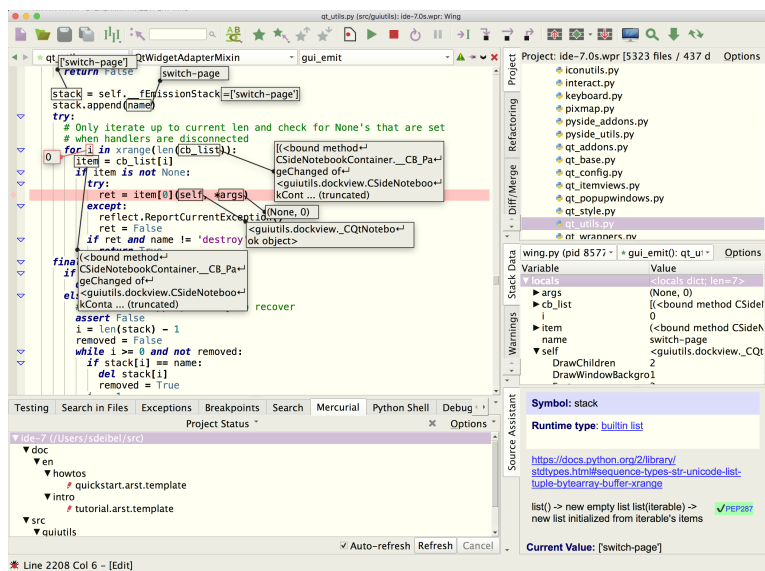 qt_utils.py (src/guiutils): ide-7.0s.wpr: Wing
QtWidgetAdapterMixin
gui_emit
['switch-page']
return False
switch-page
stack = self.__fEmissionStack =['switch-page']
stack.append(name)
try:
# Only iterate up to current len and check for None's that are set
# when handlers are disconnected
for i in xrange(len(cb_list)):
0
item = cb_list[i]
if item is not None:
try:
ret = item[0](self, *args)
except:
reflect.ReportCurrentException()
ret = False
if ret and name != 'destroy
return True
[(<bound method↵
CSideNotebookContainer.__CB_Pa↵
geChanged of↵
<guiutils.dockview.CSideNoteboo↵
kCont ... (truncated)
(None, 0)
<guiutils.dockview._CQtNotebo↵
ok object>
(<bound method↵
CSideNotebookContainer.__CB_Pa↵
geChanged of↵
<guiutils.dockview.CSideNoteboo↵
kConta ... (truncated)
recover
assert False
i = len(stack) - 1
removed = False
while i >= 0 and not removed:
if stack[i] == name:
del stack[i]
removed = True
Testing Search in Files Exceptions Breakpoints Search Mercurial Python Shell Debug
Project Status
Options
ide-7 (/Users/sdeibel/src)
doc
en
howtos
quickstart.arst.template
intro
tutorial.arst.template
src
guiutils
Auto-refresh Refresh Cancel
Line 2208 Col 6 - [Edit]
Project
Refactoring
Diff/Merge
Project: ide-7.0s.wpr [5323 files / 437 d Options
iconutils.py
interact.py
keyboard.py
pixmap.py
pyside_addons.py
pyside_utils.py
qt_addons.py
qt_base.py
qt_config.py
qt_itemviews.py
qt_popupwindows.py
qt_style.py
qt_utils.py
qt_wrappers.py
Stack Data
Warnings
wing.py (pid 8577 gui_emit(): qt_ut Options
Variable Value
locals <locals dict; len=7>
args (None, 0)
cb_list [(<bound method CSideN
i 0
item (<bound method CSideN
name switch-page
self <guiutils.dockview._CQt
DrawChildren 2
DrawWindowBackgro 1
Source Assistant
Symbol: stack
Runtime type: builtin list
https://docs.python.org/2/library/
stdtypes.html#sequence-types-str-unicode-list-
tuple-bytearray-buffer-xrange
list() -> new empty list list(iterable) ->
new list initialized from iterable's items
PEP287
Current Value: ['switch-page']